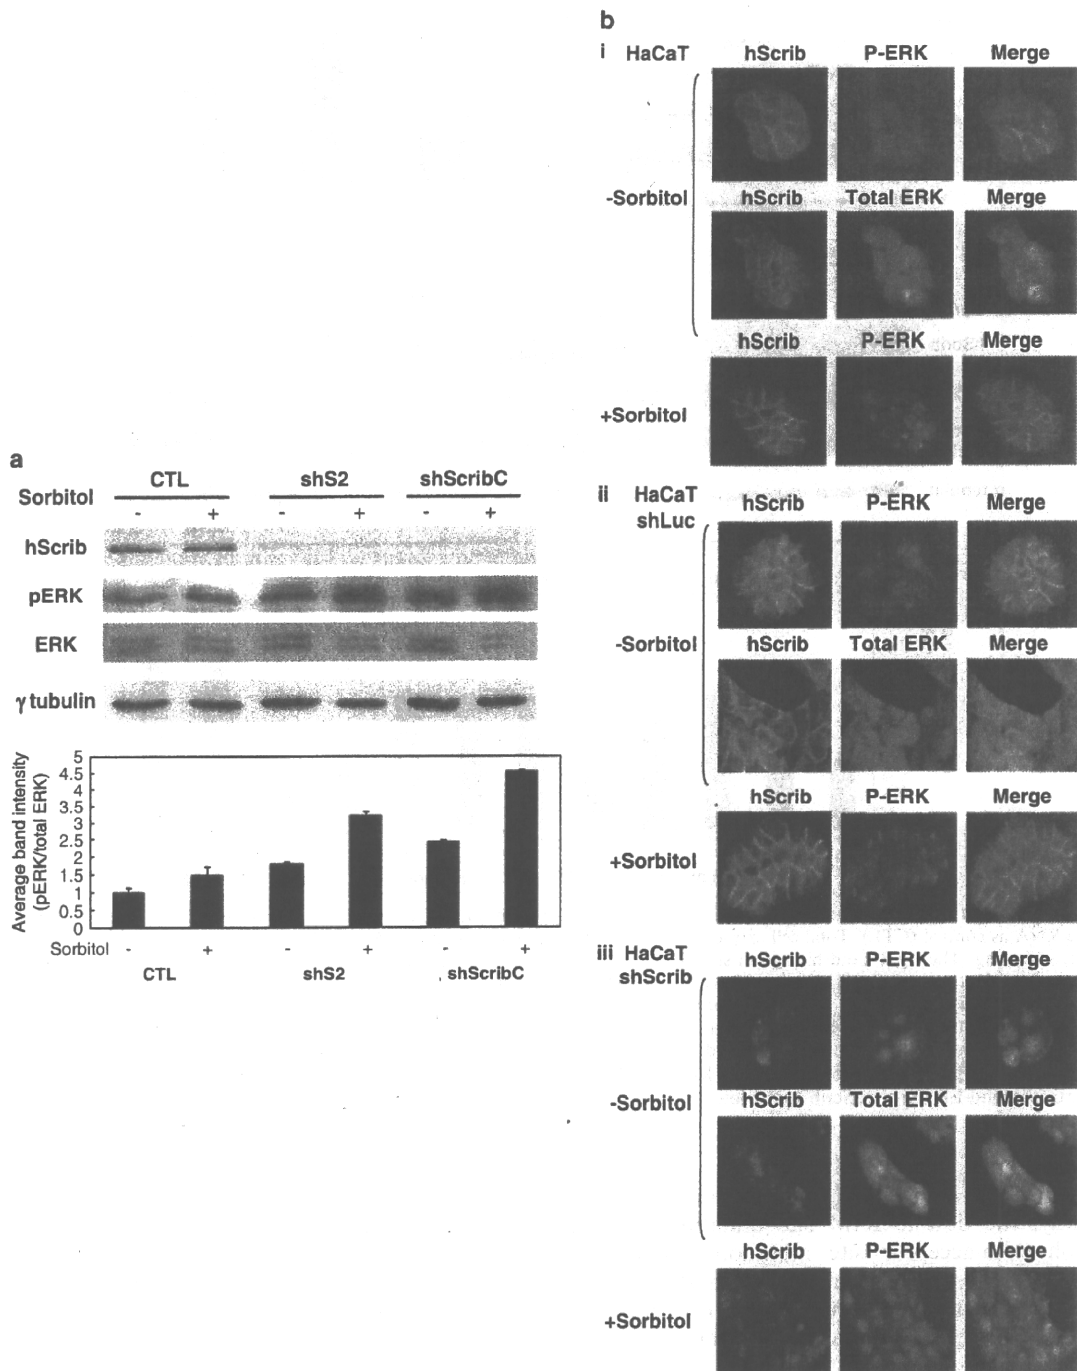 a
CTL shS2 shScribC
Sorbitol - + - + - +
hScrib
pERK
ERK
γ tubulin
Average band intensity
(pERK/total ERK)
5
4.5
3.5
2.5
2
1.5
1
0.5
0
Sorbitol - + - + - +
CTL shS2 shScribC
b
i HaCaT hScrib P-ERK Merge
-Sorbitol hScrib Total ERK Merge
hScrib P-ERK Merge
+Sorbitol
ii HaCaT hScrib P-ERK Merge
shLuc
-Sorbitol hScrib Total ERK Merge
hScrib P-ERK Merge
+Sorbitol
iii HaCaT hScrib P-ERK Merge
shScrib
-Sorbitol hScrib Total ERK Merge
hScrib P-ERK Merge
+Sorbitol